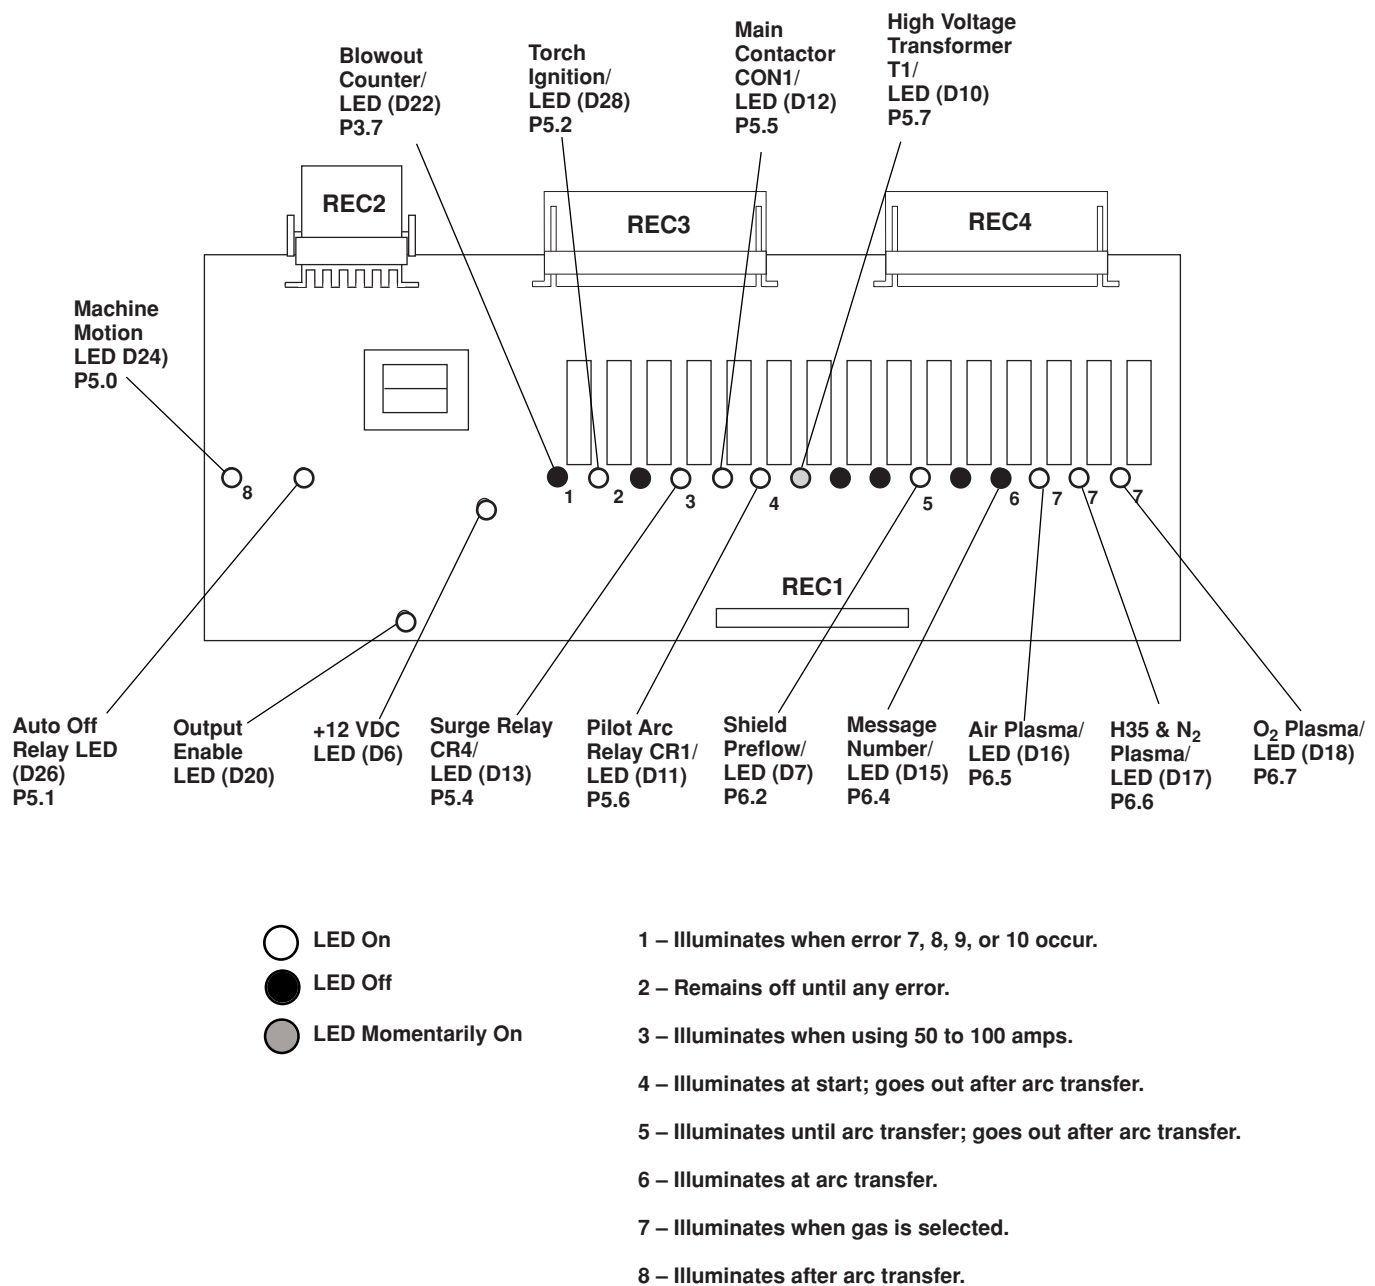 Blowout
Counter/
LED (D22)
P3.7
Torch
Ignition/
LED (D28)
P5.2
Main
Contactor
CON1/
LED (D12)
P5.5
High Voltage
Transformer
T1/
LED (D10)
P5.7
REC2
REC3
REC4
Machine
Motion
LED D24)
P5.0
8
1
2
3
4
5
6
7
7
7
REC1
Auto Off
Relay LED
(D26)
P5.1
Output
Enable
LED (D20)
+12 VDC
LED (D6)
Surge Relay
CR4/
LED (D13)
P5.4
Pilot Arc
Relay CR1/
LED (D11)
P5.6
Shield
Preflow/
LED (D7)
P6.2
Message
Number/
LED (D15)
P6.4
Air Plasma/
LED (D16)
P6.5
H35 & N2
Plasma/
LED (D17)
P6.6
O2 Plasma/
LED (D18)
P6.7
LED On
LED Off
LED Momentarily On
1 – Illuminates when error 7, 8, 9, or 10 occur.
2 – Remains off until any error.
3 – Illuminates when using 50 to 100 amps.
4 – Illuminates at start; goes out after arc transfer.
5 – Illuminates until arc transfer; goes out after arc transfer.
6 – Illuminates at arc transfer.
7 – Illuminates when gas is selected.
8 – Illuminates after arc transfer.